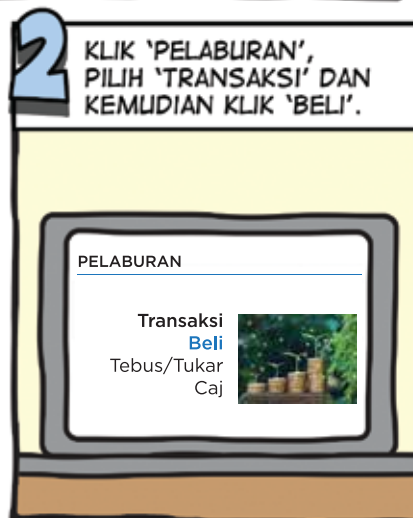 2
KLIK ‘PELABURAN’,
PILIH ‘TRANSAKSI’ DAN
KEMUDIAN KLIK ‘BELI’.
PELABURAN
Transaksi
Beli
Tebus/Tukar
Caj